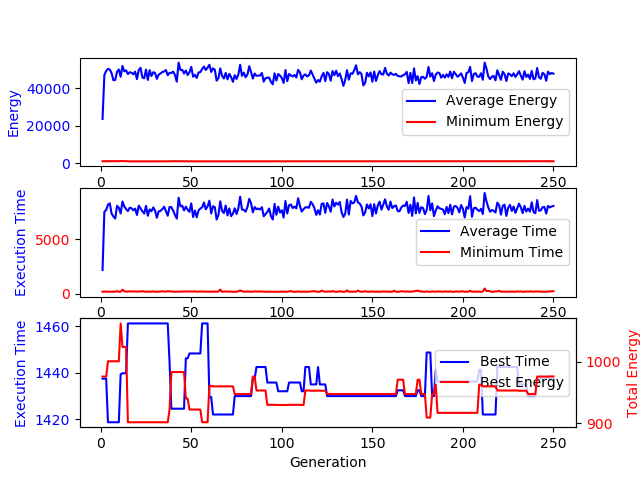 Energy
40000
20000
0
Average Energy
Minimum Energy
0 50 100 150 200 250
Execution Time
5000
0
Average Time
Minimum Time
0 50 100 150 200 250
Execution Time
1460
1440
1420
Best Time
Best Energy
1000
900
Total Energy
0 50 100 150 200 250
Generation